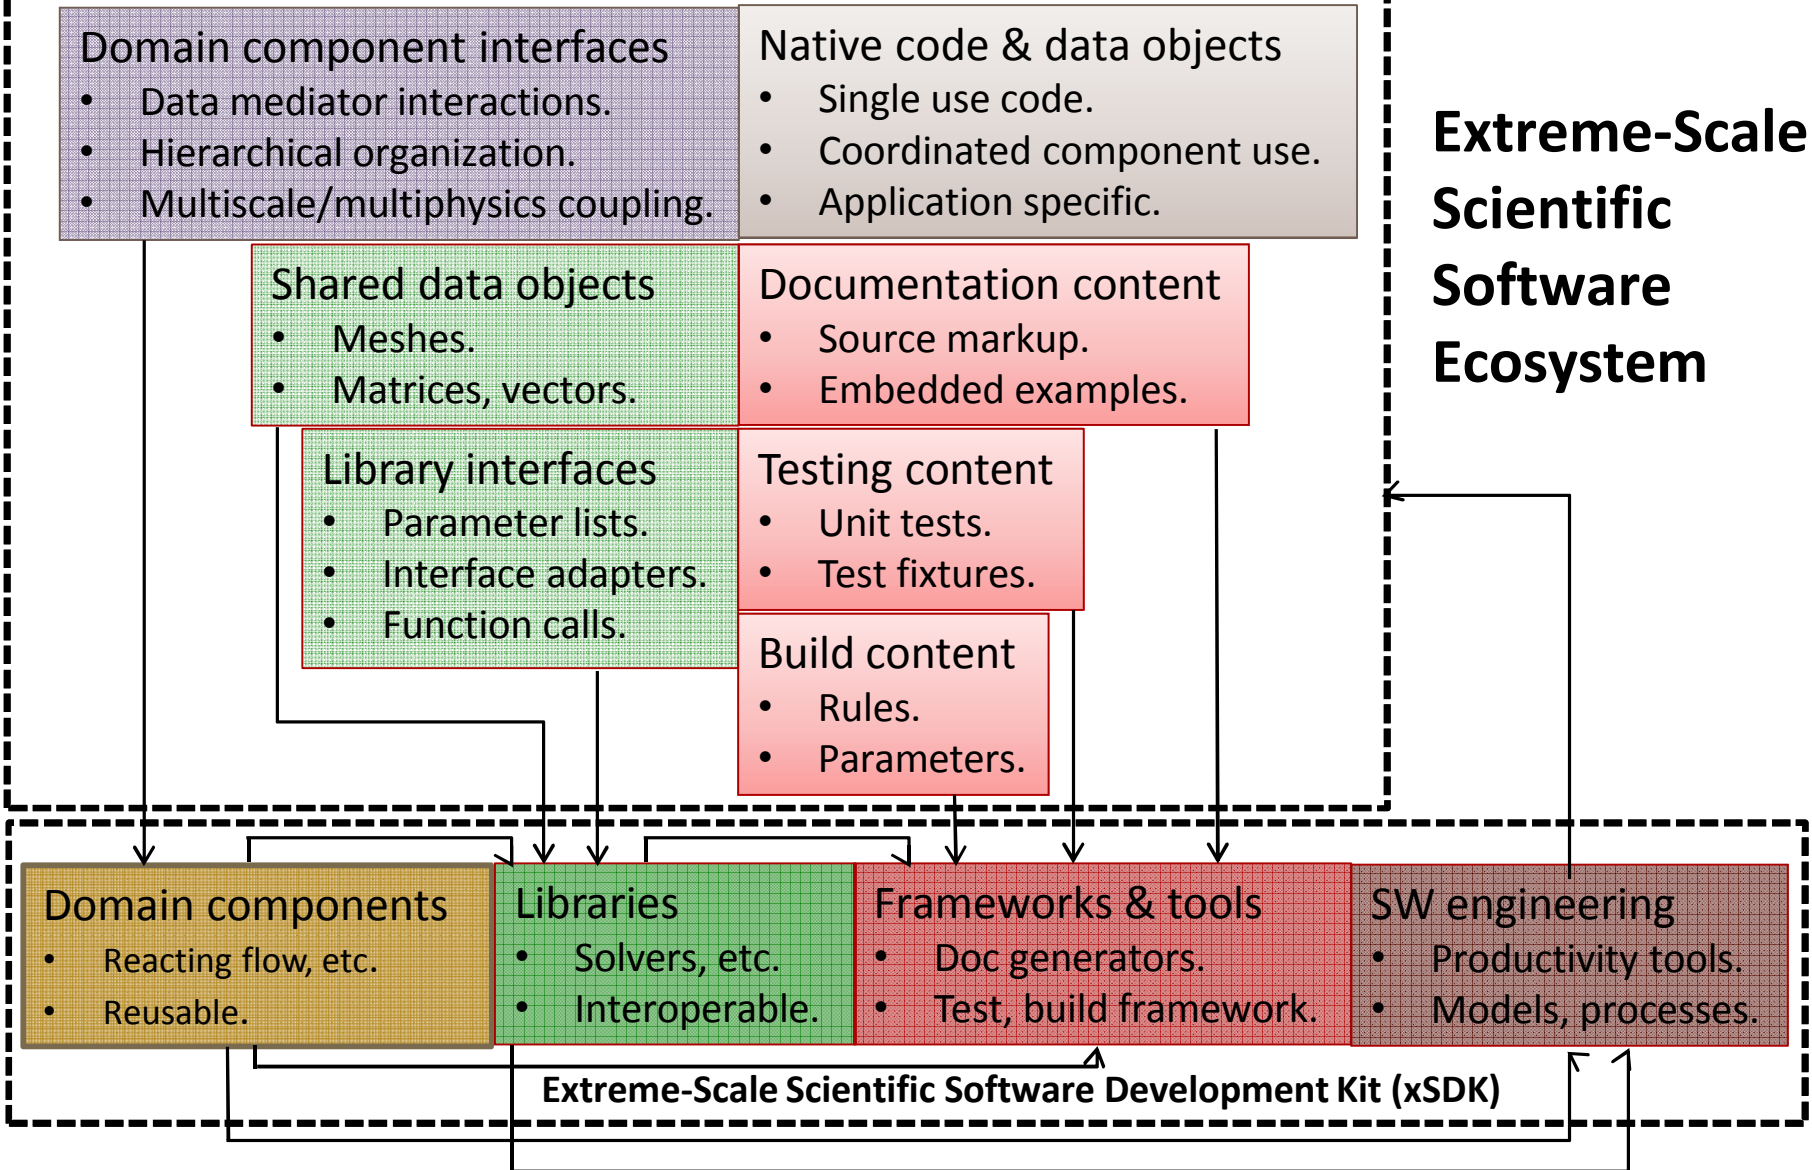 Domain component interfaces
• Data mediator interactions.
• Hierarchical organization.
• Multiscale/multiphysics coupling.
Native code & data objects
• Single use code.
• Coordinated component use.
• Application specific.
Extreme-Scale
Scientific
Software
Ecosystem
Shared data objects
• Meshes.
• Matrices, vectors.
Documentation content
• Source markup.
• Embedded examples.
Library interfaces
• Parameter lists.
• Interface adapters.
• Function calls.
Testing content
• Unit tests.
• Test fixtures.
Build content
• Rules.
• Parameters.
Domain components
• Reacting flow, etc.
• Reusable.
Libraries
• Solvers, etc.
• Interoperable.
Frameworks & tools
• Doc generators.
• Test, build framework.
SW engineering
• Productivity tools.
• Models, processes.
Extreme-Scale Scientific Software Development Kit (xSDK)